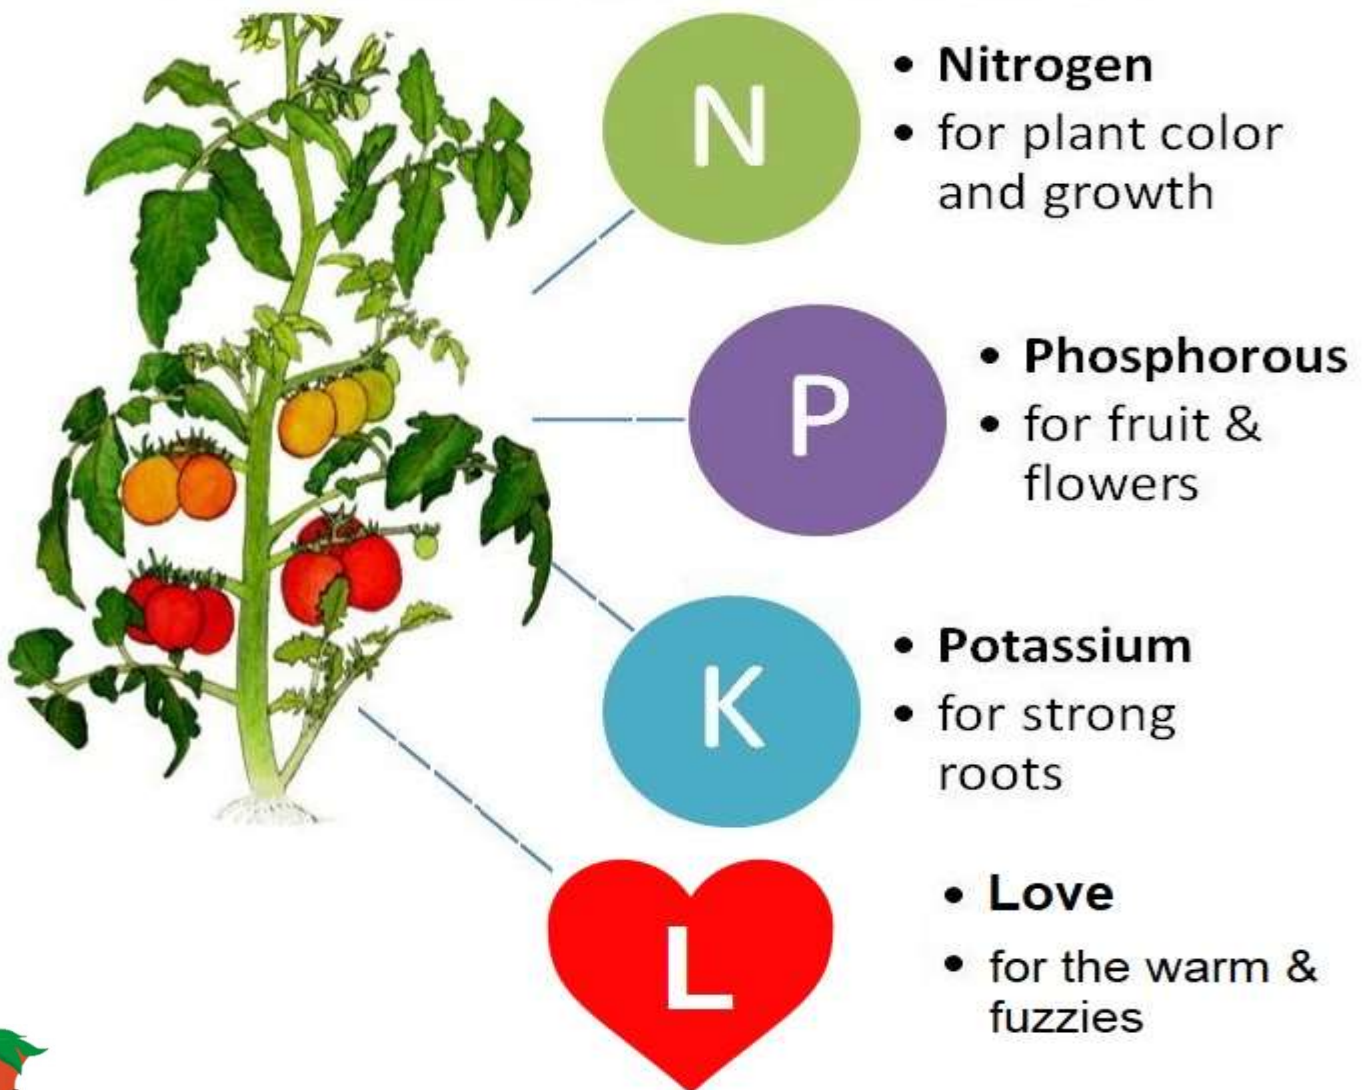 N
• Nitrogen
• for plant color
and growth
P
• Phosphorous
• for fruit &
flowers
K
• Potassium
• for strong
roots
L
• Love
• for the warm &
fuzzies